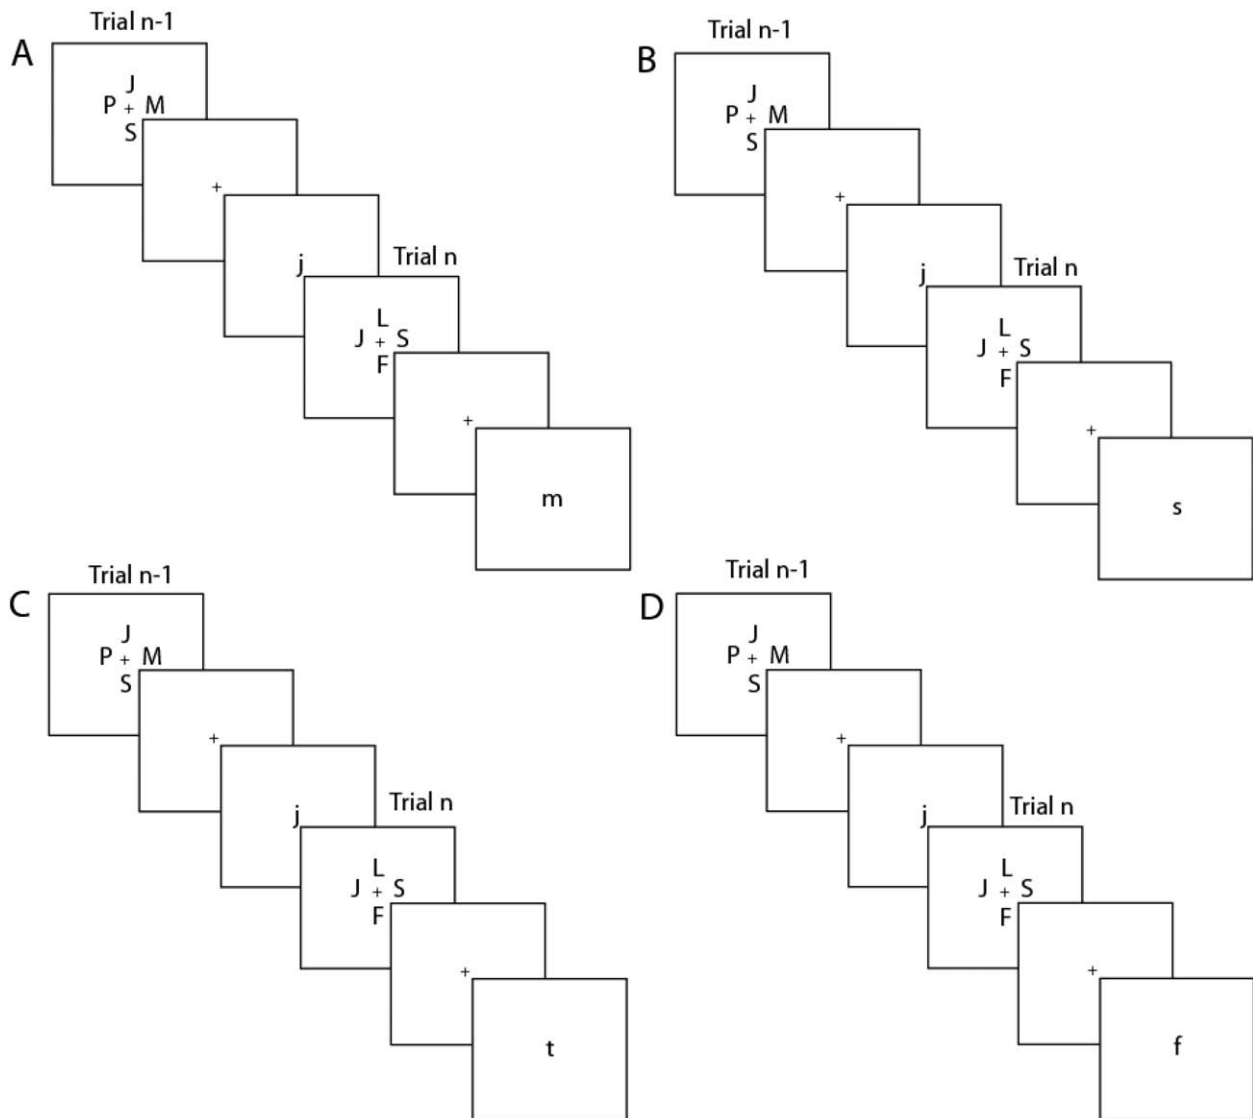 A
Trial n-1
J
P + M
S
+
j
Trial n
L
J + S
F
+
m
B
Trial n-1
J
P + M
S
+
j
Trial n
L
J + S
F
+
s
C
Trial n-1
J
P + M
S
+
j
Trial n
L
J + S
F
+
t
D
Trial n-1
J
P + M
S
+
j
Trial n
L
J + S
F
+
f